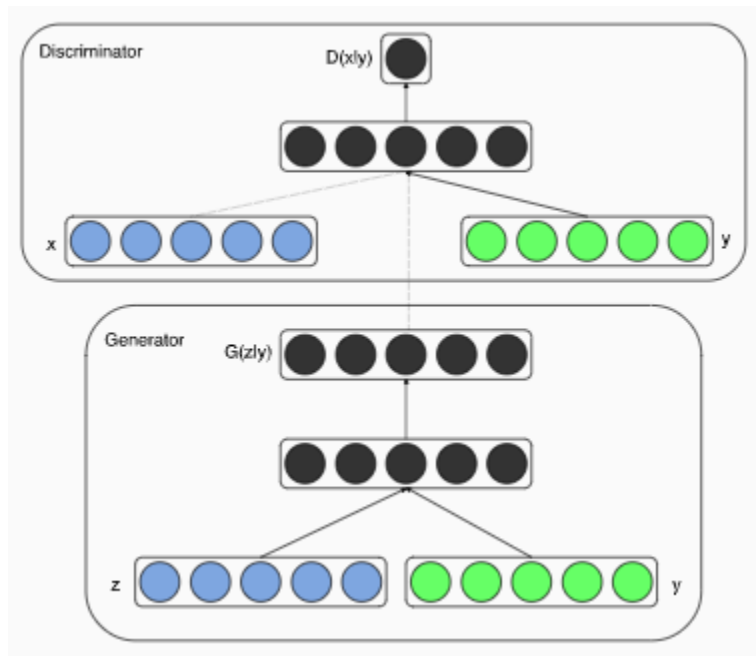 Discriminator
D(x|y)
x
y
Generator
G(z|y)
z
y